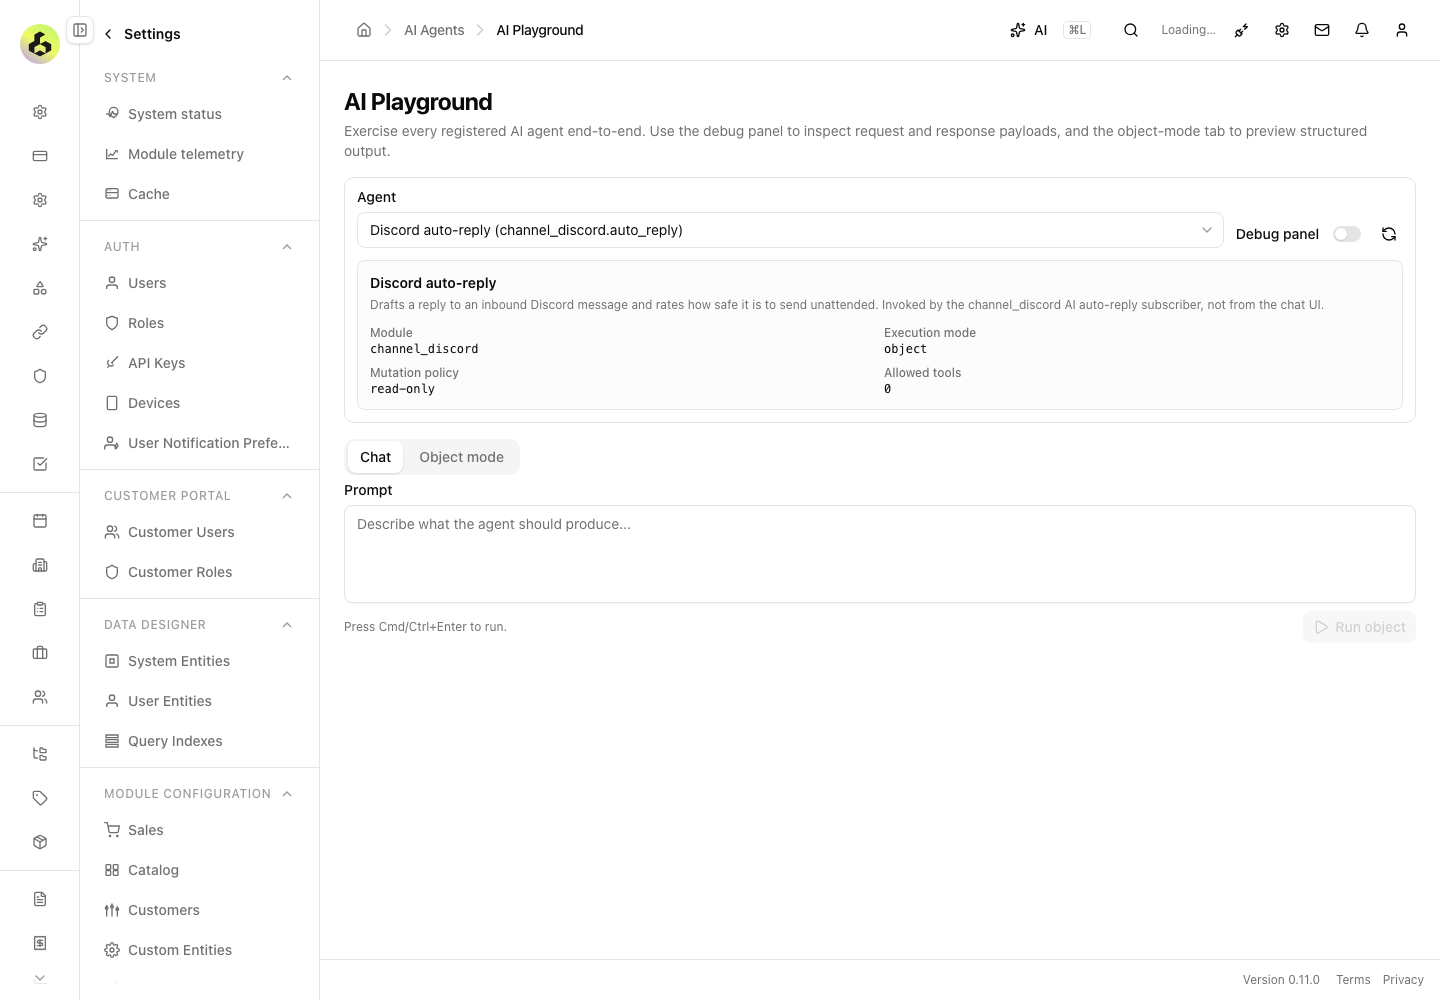 Settings
SYSTEM
System status
Module telemetry
Cache
AUTH
Users
Roles
API Keys
Devices
User Notification Prefe...
CUSTOMER PORTAL
Customer Users
Customer Roles
DATA DESIGNER
System Entities
User Entities
Query Indexes
MODULE CONFIGURATION
Sales
Catalog
Customers
Custom Entities
AI Agents
AI Playground
AI ⌘L
Loading...
AI Playground
Exercise every registered AI agent end-to-end. Use the debug panel to inspect request and response payloads, and the object-mode tab to preview structured
output.
Agent
Discord auto-reply (channel_discord.auto_reply)
Debug panel
Discord auto-reply
Drafts a reply to an inbound Discord message and rates how safe it is to send unattended. Invoked by the channel_discord AI auto-reply subscriber, not from the chat UI.
Module
channel_discord
Execution mode
object
Mutation policy
read-only
Allowed tools
0
Chat
Object mode
Prompt
Describe what the agent should produce...
Press Cmd/Ctrl+Enter to run.
Run object
Version 0.11.0
Terms
Privacy